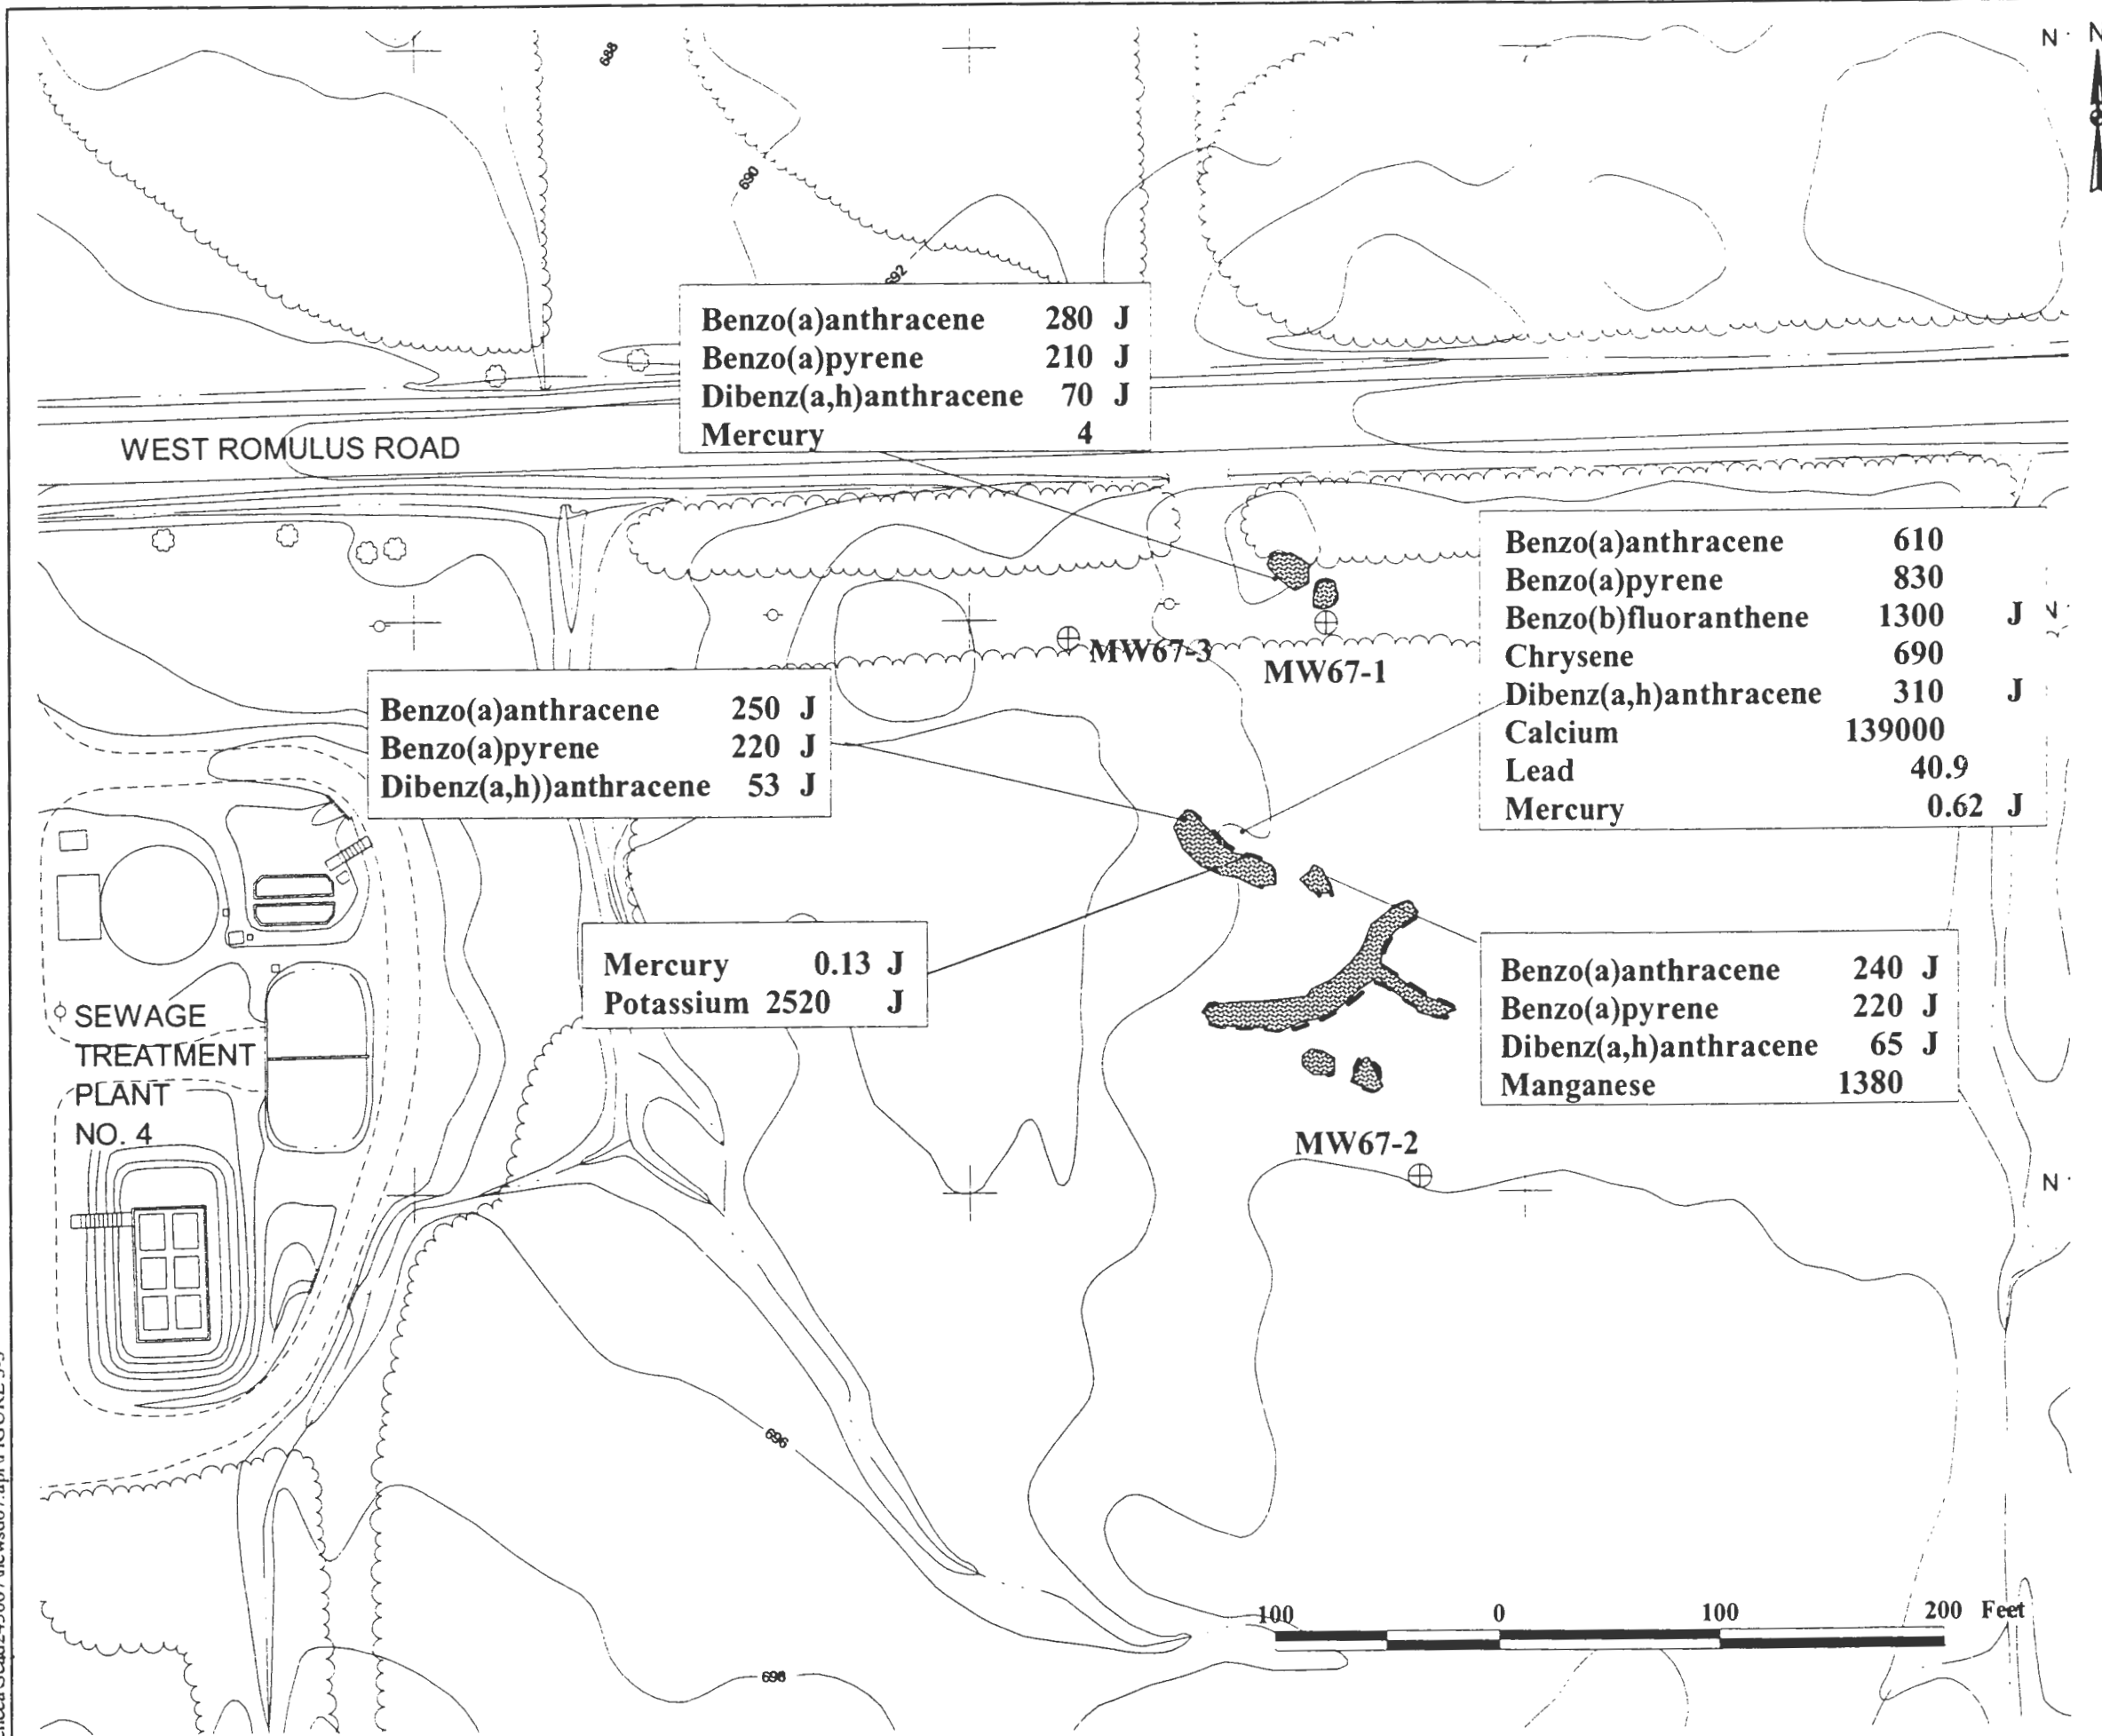 N
N
688
690
692
Benzo(a)anthracene 280 J
Benzo(a)pyrene 210 J
Dibenz(a,h)anthracene 70 J
Mercury 4
WEST ROMULUS ROAD
Benzo(a)anthracene 610
Benzo(a)pyrene 830
Benzo(b)fluoranthene 1300 J
Chrysene 690
Dibenz(a,h)anthracene 310 J
Calcium 139000
Lead 40.9
Mercury 0.62 J
N
MW67-3
MW67-1
Benzo(a)anthracene 250 J
Benzo(a)pyrene 220 J
Dibenz(a,h))anthracene 53 J
Mercury 0.13 J
Potassium 2520 J
Benzo(a)anthracene 240 J
Benzo(a)pyrene 220 J
Dibenz(a,h)anthracene 65 J
Manganese 1380
SEWAGE
TREATMENT
PLANT
NO. 4
MW67-2
N
696
100 0 100 200 Feet
698